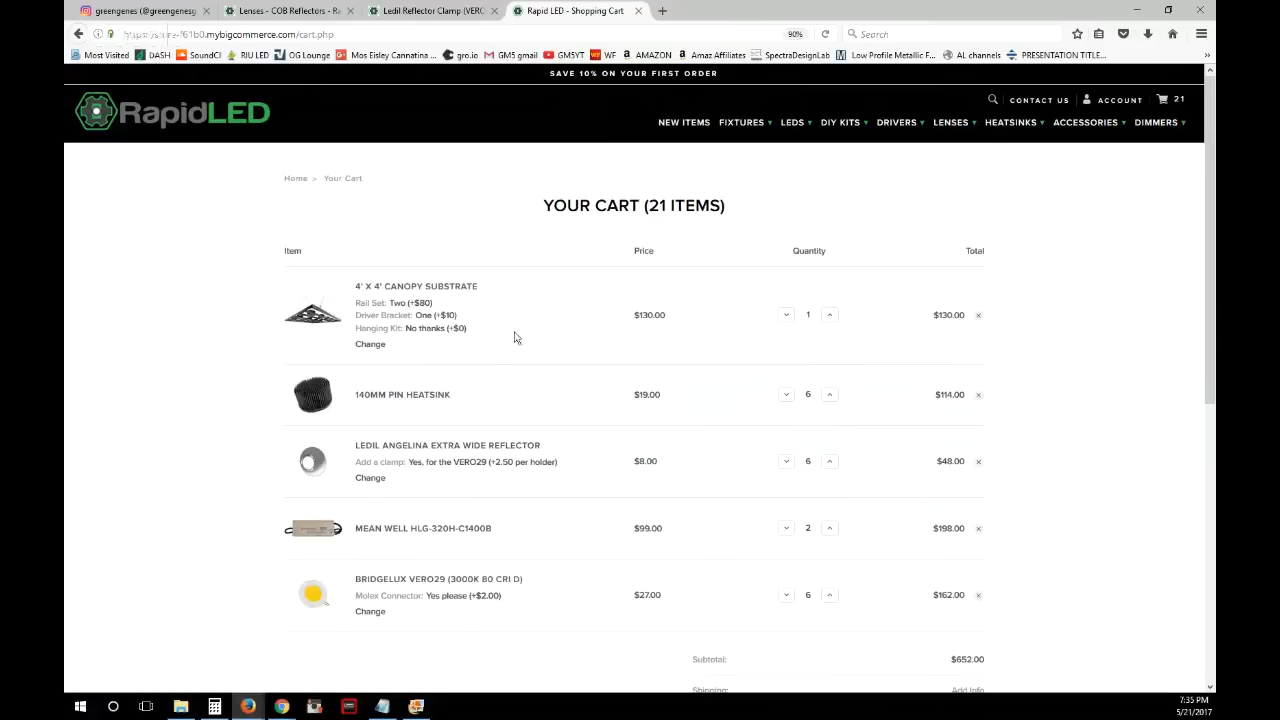 greengenes (@greengenesg
Lenses - COB Reflectors - Ra
Ledil Reflector Clamp (VERO
Rapid LED - Shopping Cart
mybigcommerce.com/cart.php
90%
Search
Most Visited
DASH
SoundCl
RIU LED
OG Lounge
Mos Eisley Cannatina ...
gro.io
GM5 gmail
GM5YT
WF
AMAZON
Amaz Affiliates
SpectraDesignLab
Low Profile Metallic F...
AL channels
PRESENTATION TITLE...
SAVE 10% ON YOUR FIRST ORDER
RapidLED
CONTACT US
ACCOUNT
21
NEW ITEMS
FIXTURES
LEDS
DIY KITS
DRIVERS
LENSES
HEATSINKS
ACCESSORIES
DIMMERS
Home > Your Cart
YOUR CART (21 ITEMS)
Item
Price
Quantity
Total
4' X 4' CANOPY SUBSTRATE
Rail Set: Two (+$80)
Driver Bracket: One (+$10)
Hanging Kit: No thanks (+$0)
Change
$130.00
1
$130.00
140MM PIN HEATSINK
$19.00
6
$114.00
LEDIL ANGELINA EXTRA WIDE REFLECTOR
Add a clamp: Yes, for the VERO29 (+2.50 per holder)
Change
$8.00
6
$48.00
MEAN WELL HLG-320H-C1400B
$99.00
2
$198.00
BRIDGELUX VERO29 (3000K 80 CRI D)
Molex Connector: Yes please (+$2.00)
Change
$27.00
6
$162.00
Subtotal:
$652.00
Shipping:
Add Info
7:35 PM
5/21/2017